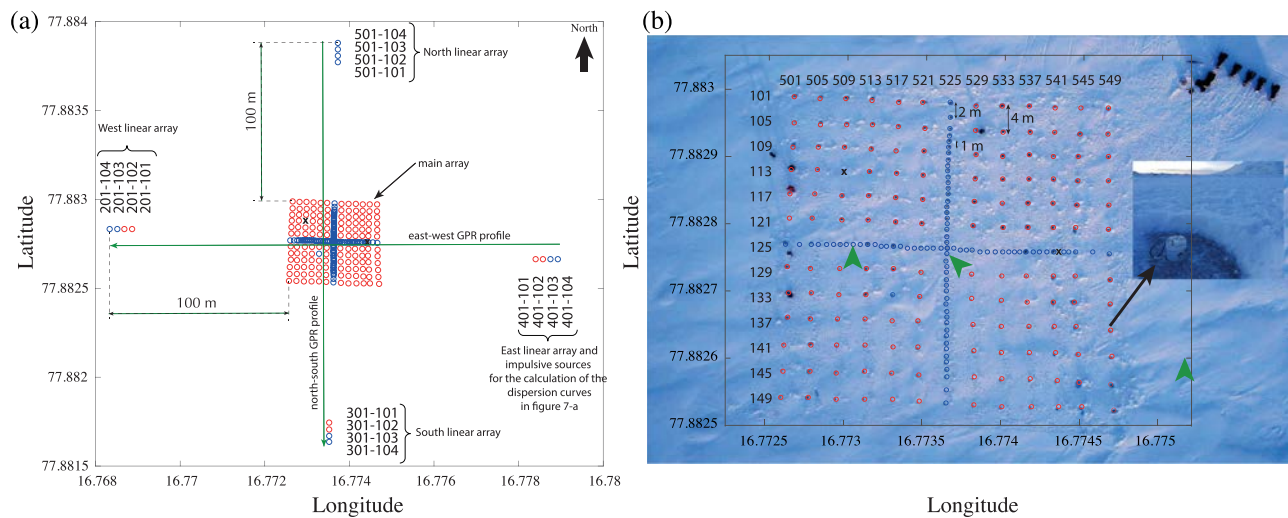 (a)
77.884
77.8835
77.883
77.8825
77.882
77.8815
Latitude
16.768
16.77
16.772
16.774
16.776
16.778
16.78
Longitude
501-104
501-103
501-102
501-101
North linear array
North
100 m
West linear array
201-104
201-103
201-102
201-101
main array
east-west GPR profile
100 m
north-south GPR profile
401-101
401-102
401-103
401-104
East linear array and
impulsive sources
for the calculation of the
dispersion curves
in figure 7-a
301-101
301-102
301-103
301-104
South linear array
x
x
(b)
77.883
77.8829
77.8828
77.8827
77.8826
77.8825
Latitude
501 505 509 513 517 521 525 529 533 537 541 545 549
101
105
109
113
117
121
125
129
133
137
141
145
149
2 m
4 m
1 m
x
x
16.7725
16.773
16.7735
16.774
16.7745
16.775
Longitude